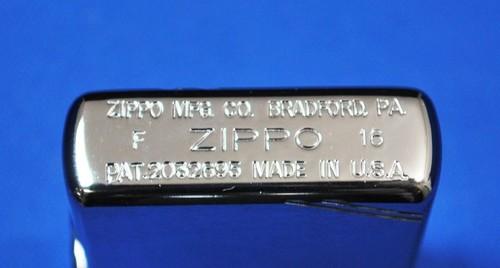 ZIPPO MFG. CO. BRADFORD. PA.
F ZIPPO 16
PAT.2032695 MADE IN U.S.A.